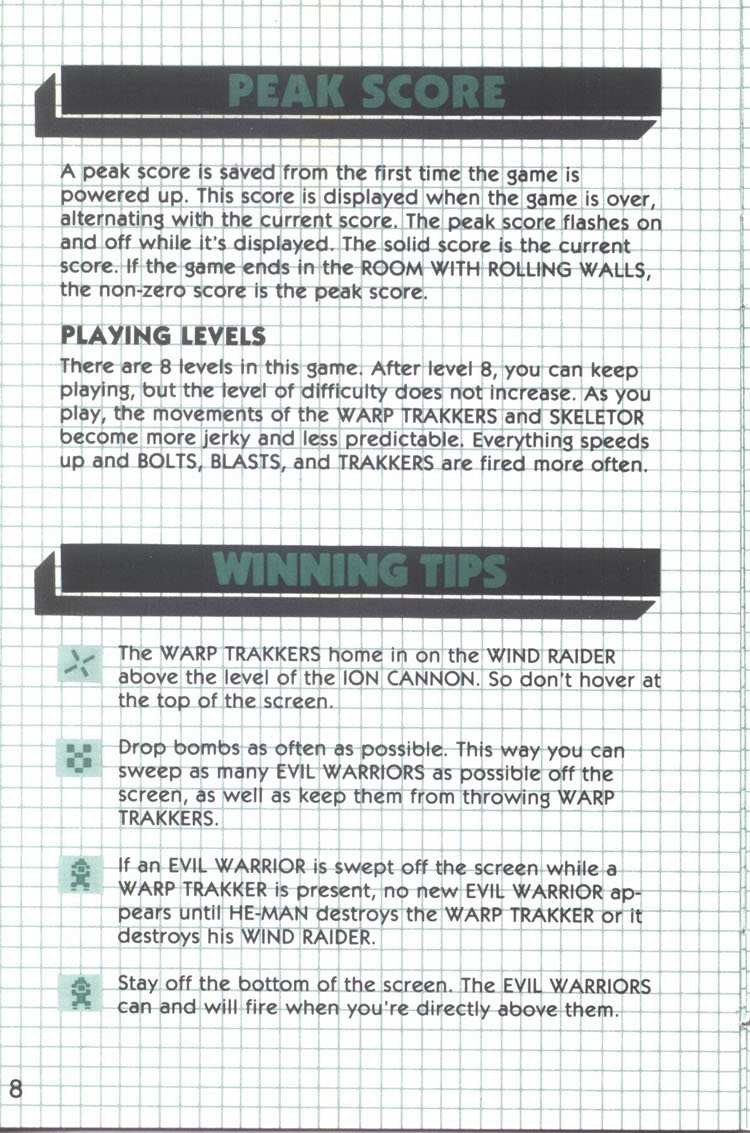 PEAK SCORE
A peak score is saved from the first time the game is
powered up. This score is displayed when the game is over,
alternating with the current score. The peak score flashes on
and off while it's displayed. The solid score is the current
score. If the game ends in the ROOM WITH ROLLING WALLS,
the non-zero score is the peak score.
PLAYING LEVELS
There are 8 levels in this game. After level 8, you can keep
playing, but the level of difficulty does not increase. As you
play, the movements of the WARP TRAKKERS and SKELETOR
become more jerky and less predictable. Everything speeds
up and BOLTS, BLASTS, and TRAKKERS are fired more often.
WINNING TIPS
The WARP TRAKKERS home in on the WIND RAIDER
above the level of the ION CANNON. So don't hover at
the top of the screen.
Drop bombs as often as possible. This way you can
sweep as many EVIL WARRIORS as possible off the
screen, as well as keep them from throwing WARP
TRAKKERS.
If an EVIL WARRIOR is swept off the screen while a
WARP TRAKKER is present, no new EVIL WARRIOR ap-
pears until HE-MAN destroys the WARP TRAKKER or it
destroys his WIND RAIDER.
Stay off the bottom of the screen. The EVIL WARRIORS
can and will fire when you're directly above them.
8